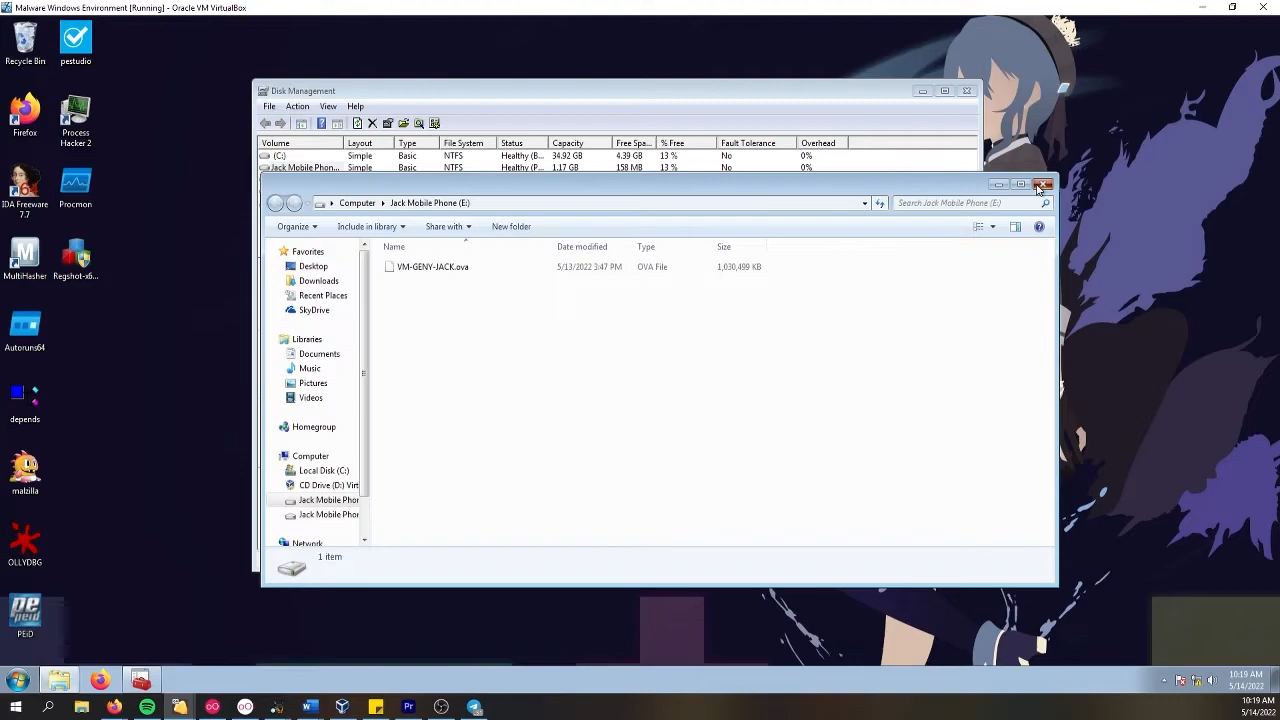 Malware Windows Environment [Running] - Oracle VM VirtualBox
Recycle Bin
pestudio
Firefox
Process Hacker 2
IDA Freeware 7.7
Procmon
MultiHasher
Regshot-x6...
Autoruns64
depends
malzilla
OLLYDBG
PEiD
Disk Management
File Action View Help
Volume Layout Type File System Status Capacity Free Spa... % Free Fault Tolerance Overhead
(C:) Simple Basic NTFS Healthy (B... 34.92 GB 4.39 GB 13 % No 0%
Jack Mobile Phon... Simple Basic NTFS Healthy (P... 1.17 GB 158 MB 13 % No 0%
Computer Jack Mobile Phone (E:) Search Jack Mobile Phone (E:)
Organize Include in library Share with New folder
Name Date modified Type Size
VM-GENY-JACK.ova 5/13/2022 3:47 PM OVA File 1,030,499 KB
Favorites
Desktop
Downloads
Recent Places
SkyDrive
Libraries
Documents
Music
Pictures
Videos
Homegroup
Computer
Local Disk (C:)
CD Drive (D:) Virt
Jack Mobile Phor
Jack Mobile Phor
Network
1 item
10:19 AM
5/14/2022
10:19 AM
5/14/2022